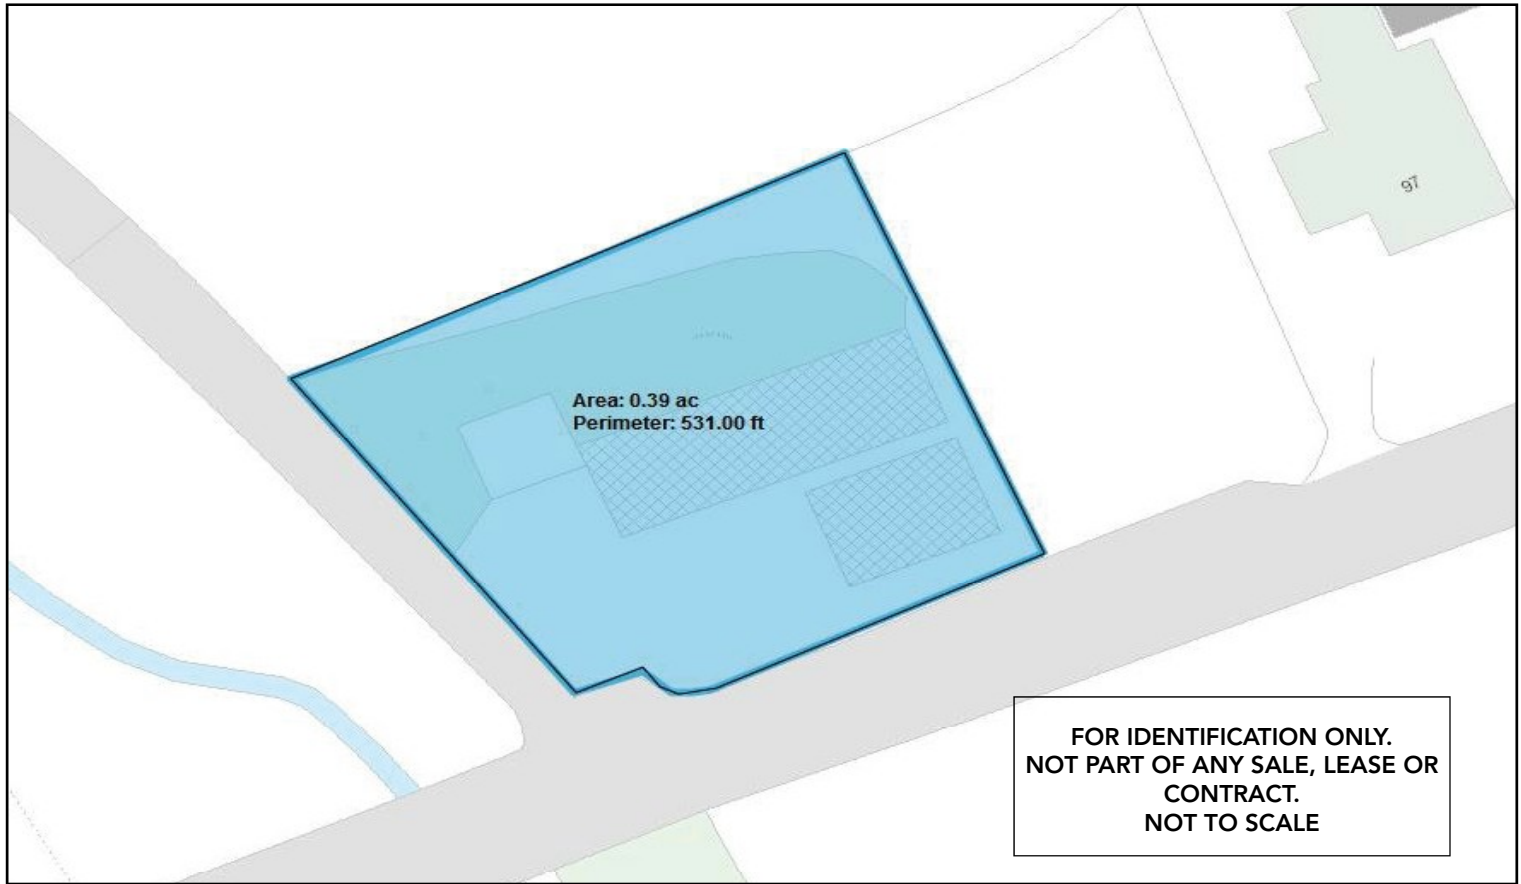 97
Area: 0.39 ac
Perimeter: 531.00 ft
FOR IDENTIFICATION ONLY.
NOT PART OF ANY SALE, LEASE OR
CONTRACT.
NOT TO SCALE